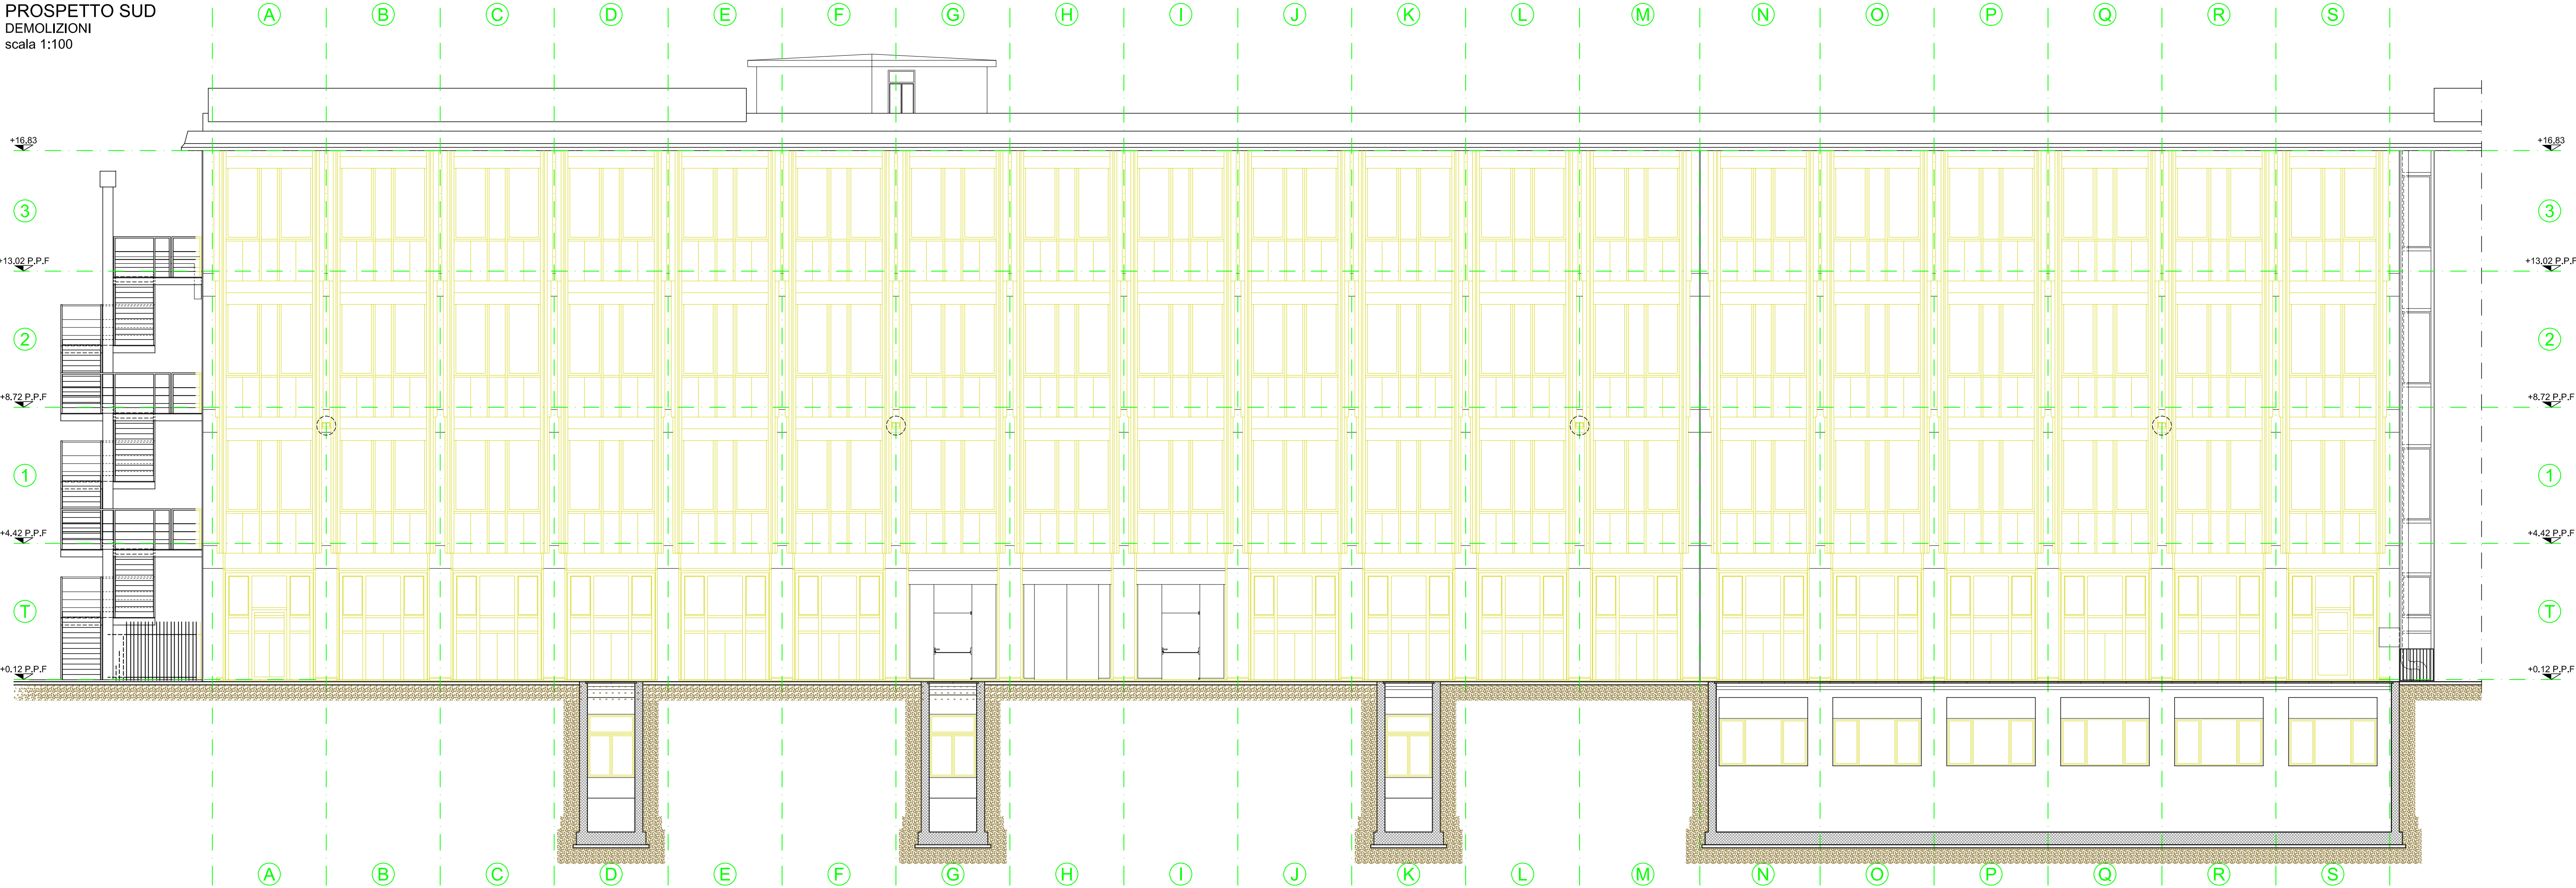 PROSPETTO SUD
DEMOLIZIONI
scala 1:100
A B C D E F G H I J K L M N O P Q R S
+16.83 +16.83
3 3
+13.02 P.P.F +13.02 P.P.F
2 2
+8.72 P.P.F +8.72 P.P.F
1 1
+4.42 P.P.F +4.42 P.P.F
T T
+0.12 P.P.F +0.12 P.P.F
A B C D E F G H I J K L M N O P Q R S